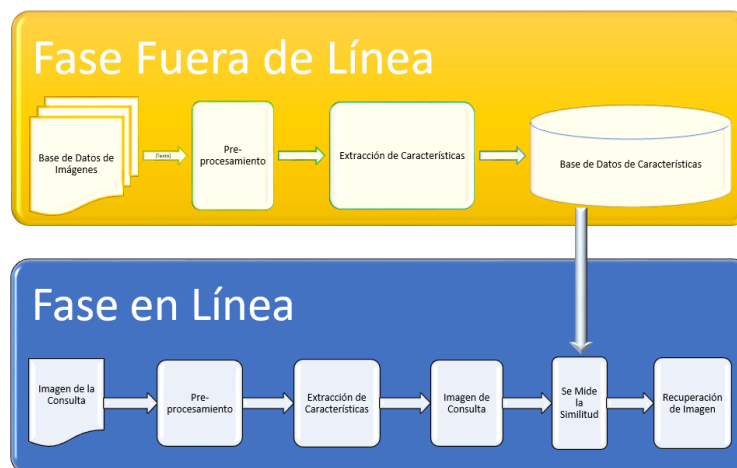 Fase Fuera de Línea
Base de Datos de
Imágenes
[Texto]
Pre-
procesamiento
Extracción de Características
Base de Datos de Características
Fase en Línea
Imagen de la
Consulta
Pre-
procesamiento
Extracción de
Características
Imagen de
Consulta
Se Mide
la
Similitud
Recuperación
de Imagen